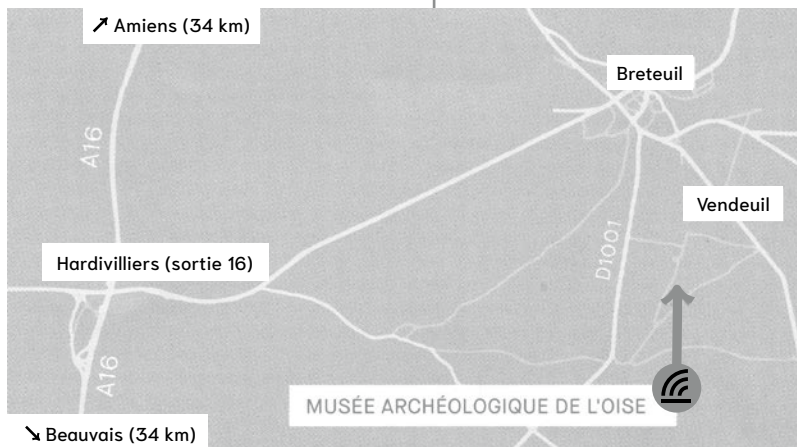 ↗ Amiens (34 km)
Breteuil
A16
Vendeuil
D1001
Hardivilliers (sortie 16)
A16
MUSÉE ARCHÉOLOGIQUE DE L'OISE
↘ Beauvais (34 km)